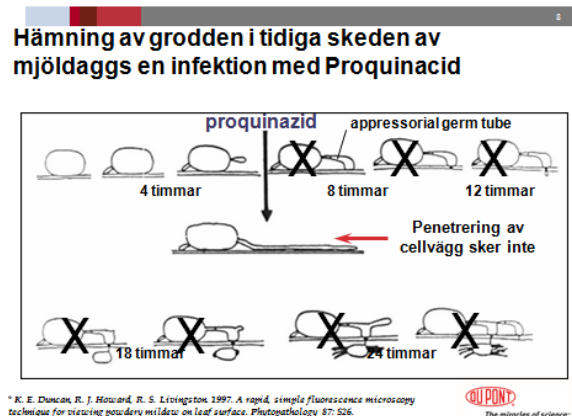 8
Hämning av grodden i tidiga skeden av
mjöldaggs en infektion med Proquinacid
proquinazid
appressorial germ tube
4 timmar
8 timmar
12 timmar
Penetrering av
cellvägg sker inte
18 timmar
24 timmar
* K. E. Duncan, R. J. Howard, R. S. Livingston. 1997. A rapid, simple fluorescence microscopy
technique for viewing powdery mildew on leaf surface. Phytopathology 87: S26.
DUPONT
The miracles of science: